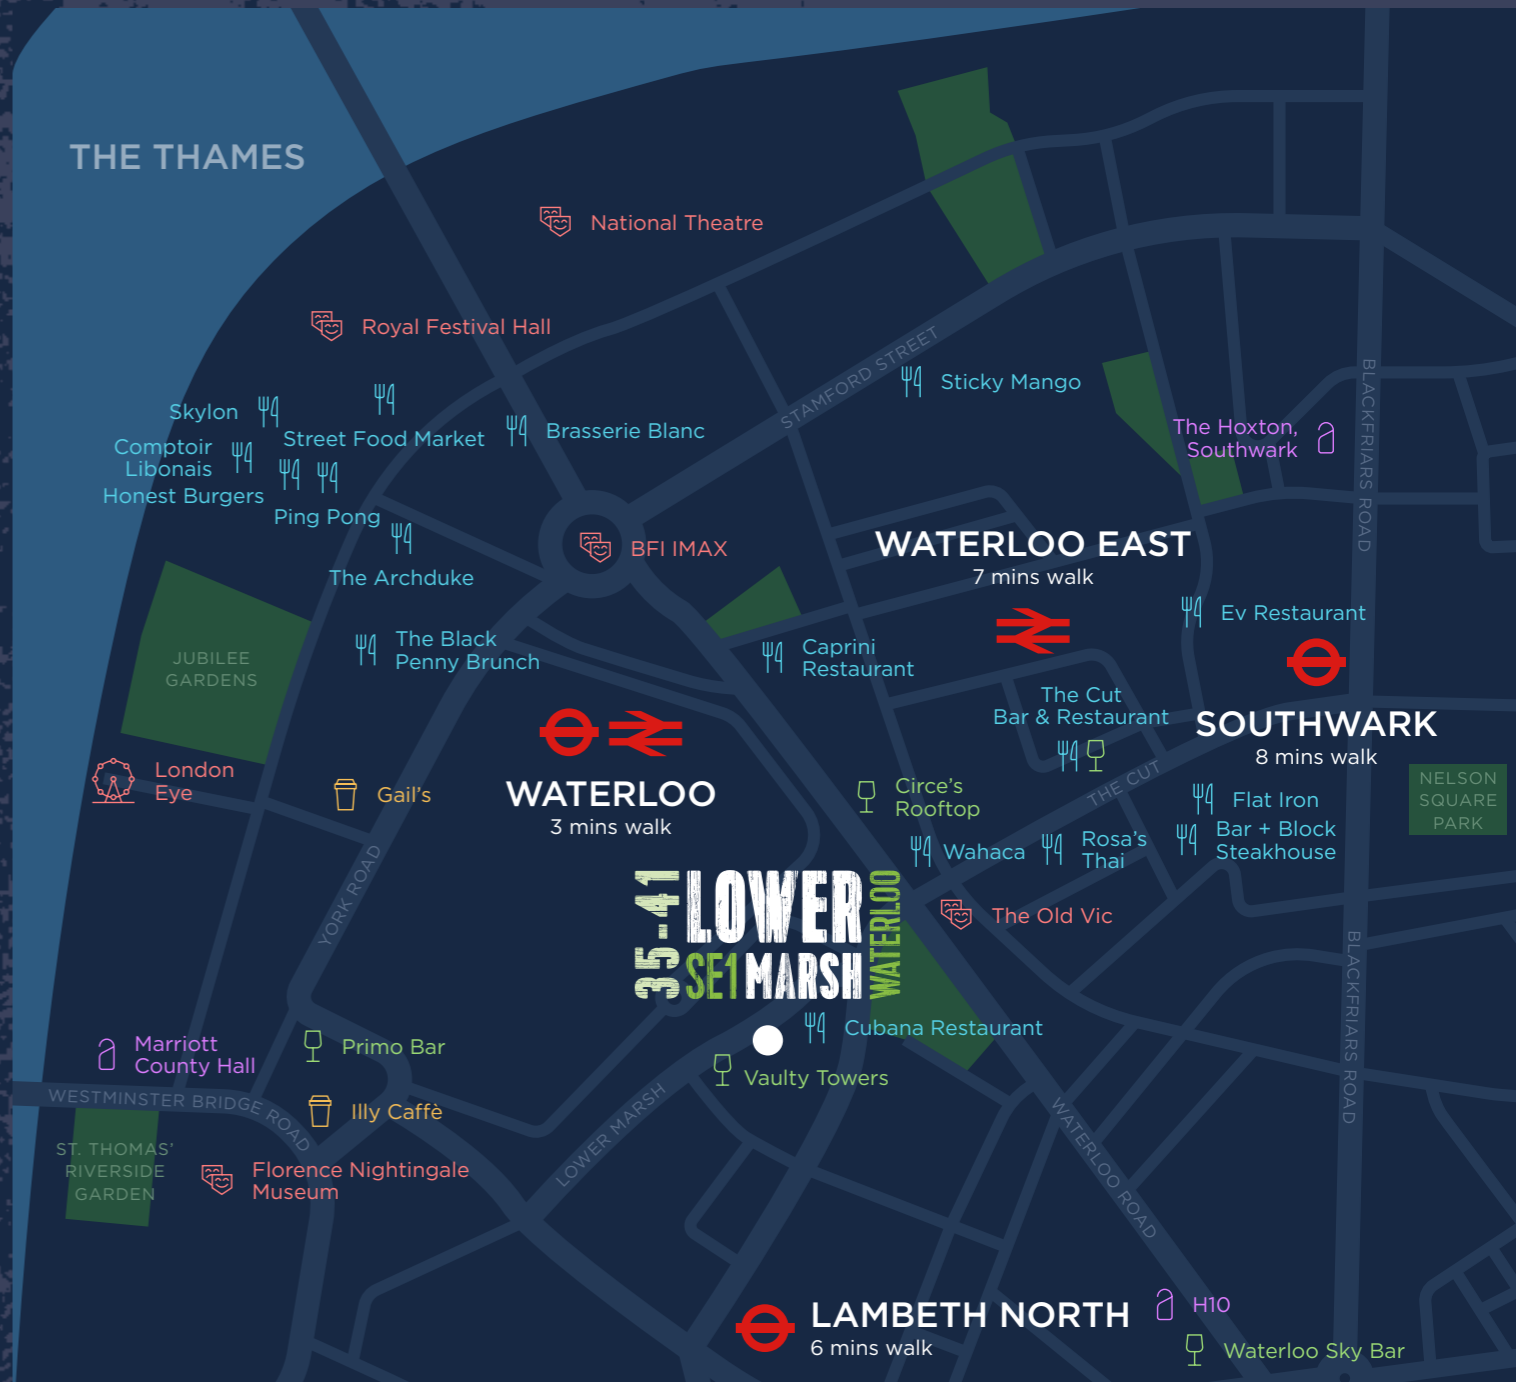 THE THAMES
National Theatre
Royal Festival Hall
STAMFORD STREET
Sticky Mango
BLACKFRIARS ROAD
Skylon
Street Food Market
Brasserie Blanc
The Hoxton,
Southwark
Comptoir
Libonais
Honest Burgers
Ping Pong
The Archduke
BFI IMAX
WATERLOO EAST
7 mins walk
Ev Restaurant
JUBILEE
GARDENS
The Black
Penny Brunch
Caprini
Restaurant
The Cut
Bar & Restaurant
SOUTHWARK
8 mins walk
London
Eye
Gail's
WATERLOO
3 mins walk
Circe's
Rooftop
THE CUT
NELSON
SQUARE
PARK
Flat Iron
Bar + Block
Steakhouse
Wahaca
Rosa's
Thai
YORK ROAD
35-41
LOWER
SE1 MARSH
WATERLOO
The Old Vic
BLACKFRIARS ROAD
Cubana Restaurant
Vaulty Towers
Marriott
County Hall
Primo Bar
WESTMINSTER BRIDGE ROAD
Illy Caffè
LOWER MARSH
WATERLOO ROAD
ST. THOMAS'
RIVERSIDE
GARDEN
Florence Nightingale
Museum
LAMBETH NORTH
6 mins walk
H10
Waterloo Sky Bar